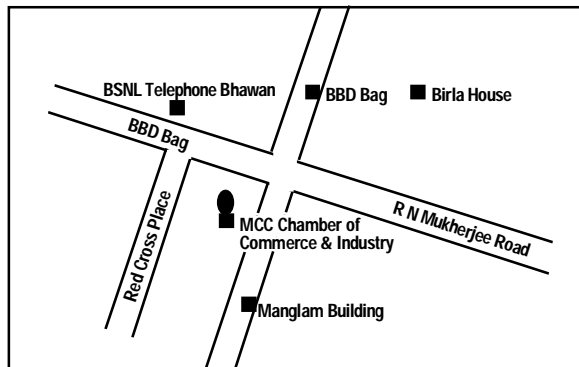 BSNL Telephone Bhawan
BBD Bag
Birla House
BBD Bag
R N Mukherjee Road
Red Cross Place
MCC Chamber of
Commerce & Industry
Manglam Building